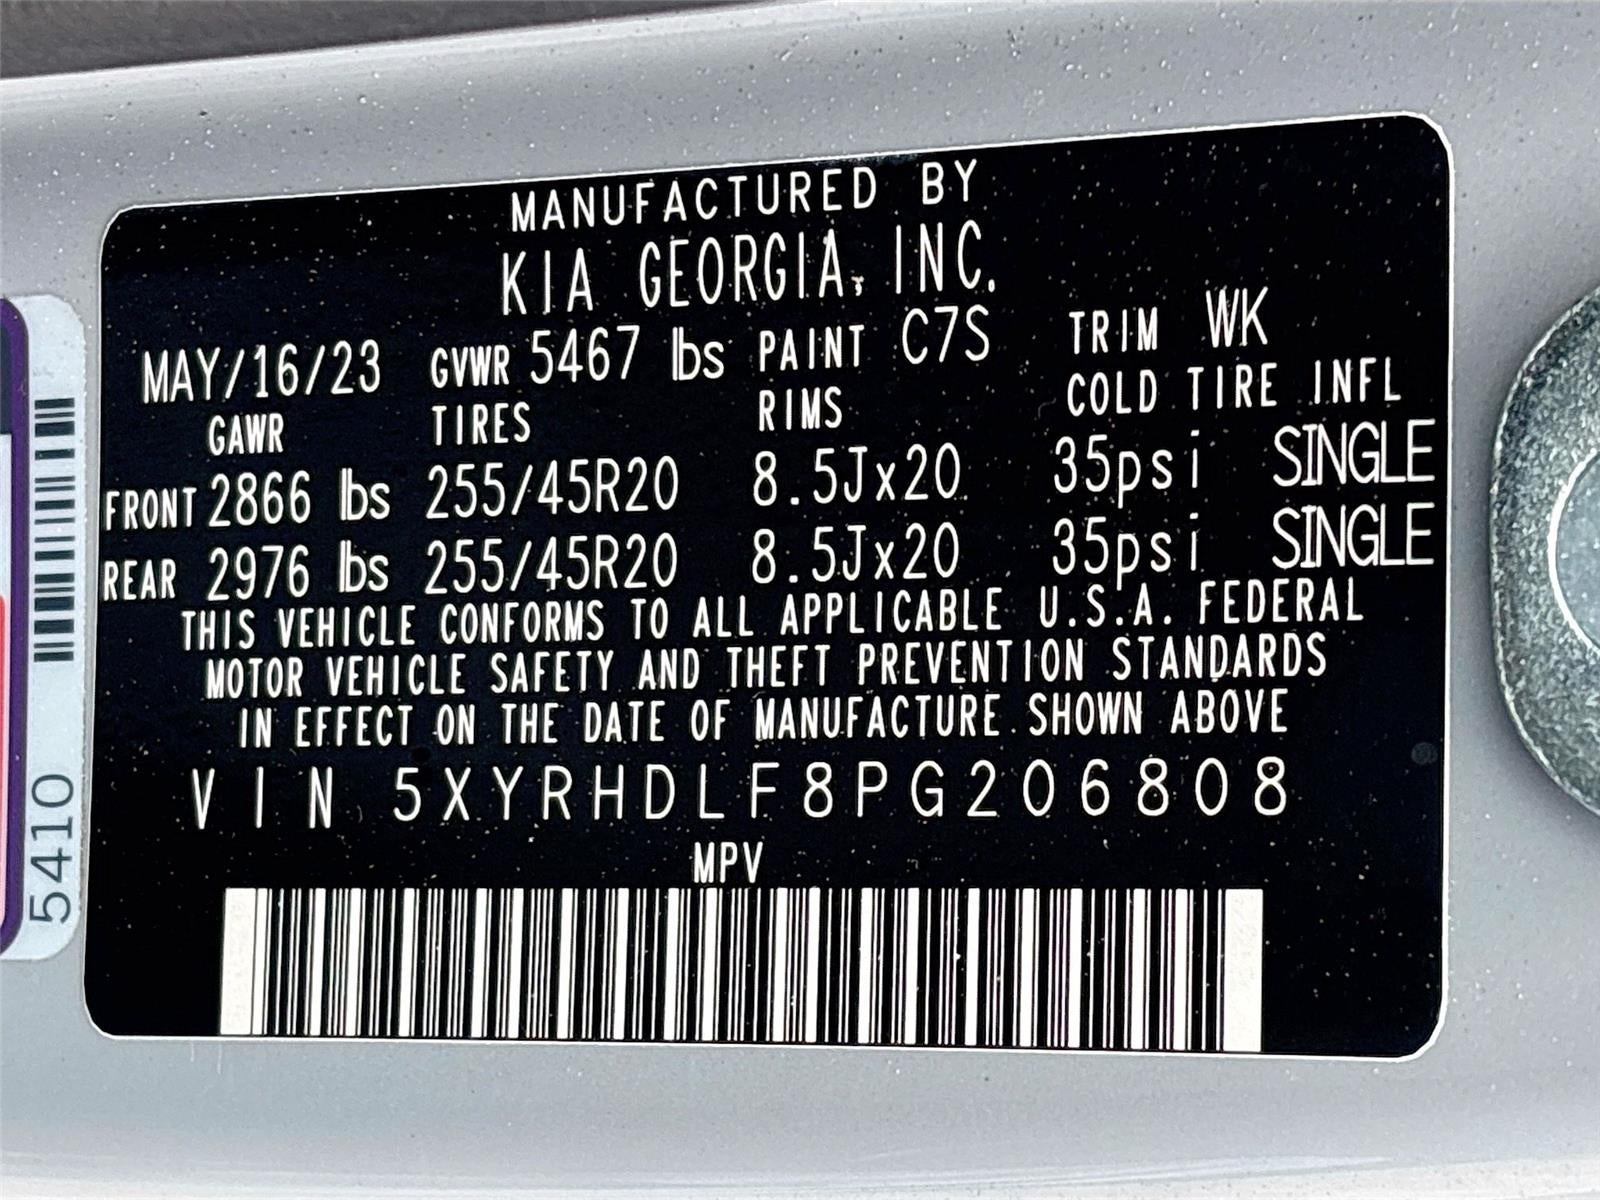 MANUFACTURED BY
KIA GEORGIA, INC.
MAY/16/23 GVWR 5467 lbs PAINT C7S TRIM WK
GAWR TIRES RIMS COLD TIRE INFL
FRONT 2866 lbs 255/45R20 8.5Jx20 35psi SINGLE
REAR 2976 lbs 255/45R20 8.5Jx20 35psi SINGLE
THIS VEHICLE CONFORMS TO ALL APPLICABLE U.S.A. FEDERAL
MOTOR VEHICLE SAFETY AND THEFT PREVENTION STANDARDS
IN EFFECT ON THE DATE OF MANUFACTURE SHOWN ABOVE
VIN 5XYRHDLF8PG206808
MPV
5410